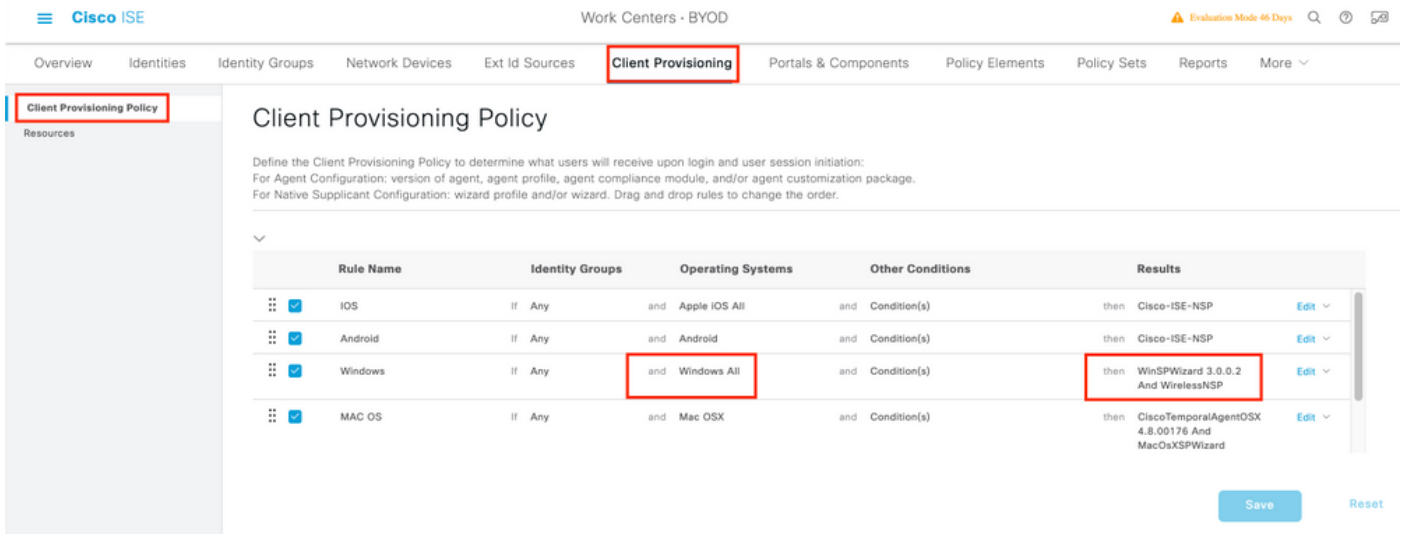 Cisco ISE
Work Centers · BYOD
Evaluation Mode 46 Days
Overview Identities Identity Groups Network Devices Ext Id Sources Client Provisioning Portals & Components Policy Elements Policy Sets Reports More
Client Provisioning Policy
Resources
Client Provisioning Policy
Define the Client Provisioning Policy to determine what users will receive upon login and user session initiation:
For Agent Configuration: version of agent, agent profile, agent compliance module, and/or agent customization package.
For Native Supplicant Configuration: wizard profile and/or wizard. Drag and drop rules to change the order.
Rule Name Identity Groups Operating Systems Other Conditions Results
IOS If Any and Apple iOS All and Condition(s) then Cisco-ISE-NSP Edit
Android If Any and Android and Condition(s) then Cisco-ISE-NSP Edit
Windows If Any and Windows All and Condition(s) then WinSPWizard 3.0.0.2 Edit
And WirelessNSP
MAC OS If Any and Mac OSX and Condition(s) then CiscoTemporalAgentOSX Edit
4.8.00176 And
MacOsXSPWizard
Save Reset